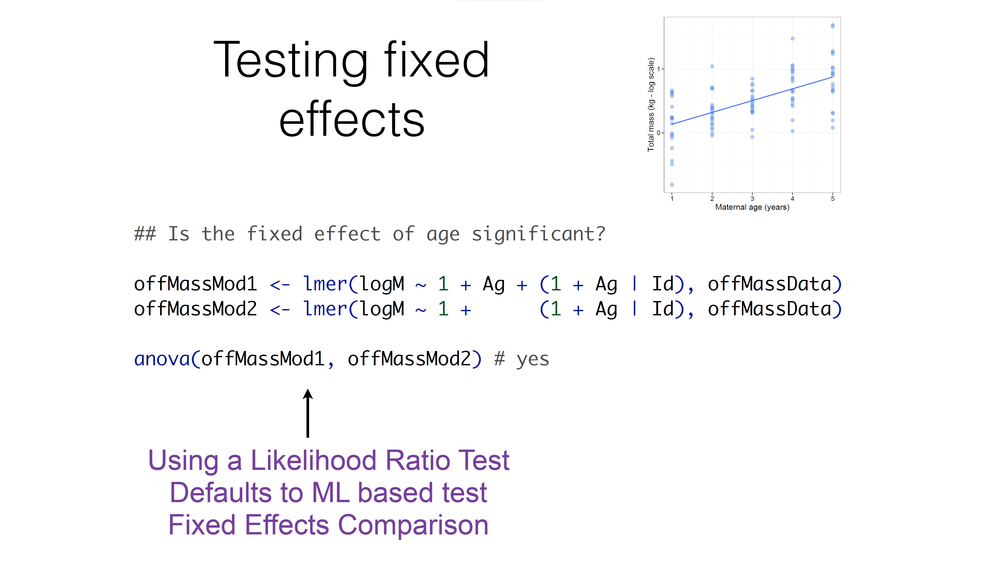 Testing fixed
effects
Total mass (kg - log scale)
1
0
1 2 3 4 5
Maternal age (years)
## Is the fixed effect of age significant?
offMassMod1 <- lmer(logM ~ 1 + Ag + (1 + Ag | Id), offMassData)
offMassMod2 <- lmer(logM ~ 1 +      (1 + Ag | Id), offMassData)
anova(offMassMod1, offMassMod2) # yes
Using a Likelihood Ratio Test
Defaults to ML based test
Fixed Effects Comparison